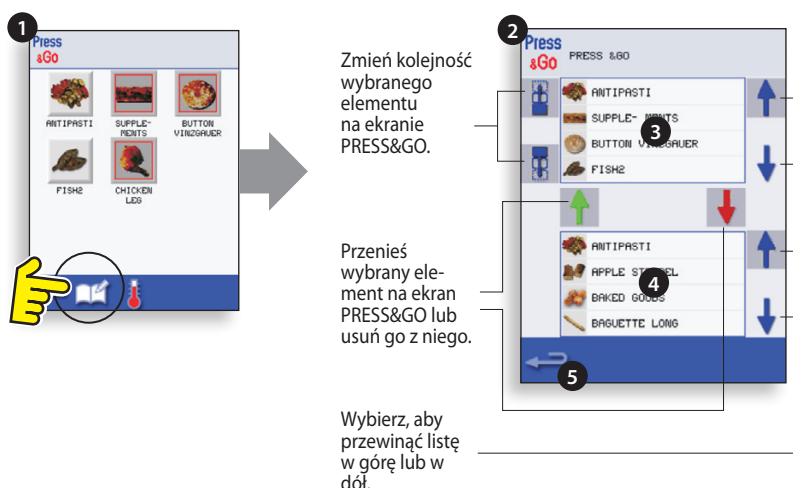 1
Press
&Go
ANTIPASTI
SUPPLE-
MENTS
BUTTON
VINZGAUER
FISH2
CHICKEN
LEG
Zmień kolejność
wybranego
elementu
na ekranie
PRESS&GO.
Przenieś
wybrany ele-
ment na ekran
PRESS&GO lub
usuń go z niego.
Wybierz, aby
przewinąć listę
w górę lub w
dół.
2
Press
&Go
PRESS &GO
ANTIPASTI
SUPPLE- MENTS
3
BUTTON
FISH2
ANTIPASTI
APPLE
4
BAKED GOODS
BAGUETTE LONG
5